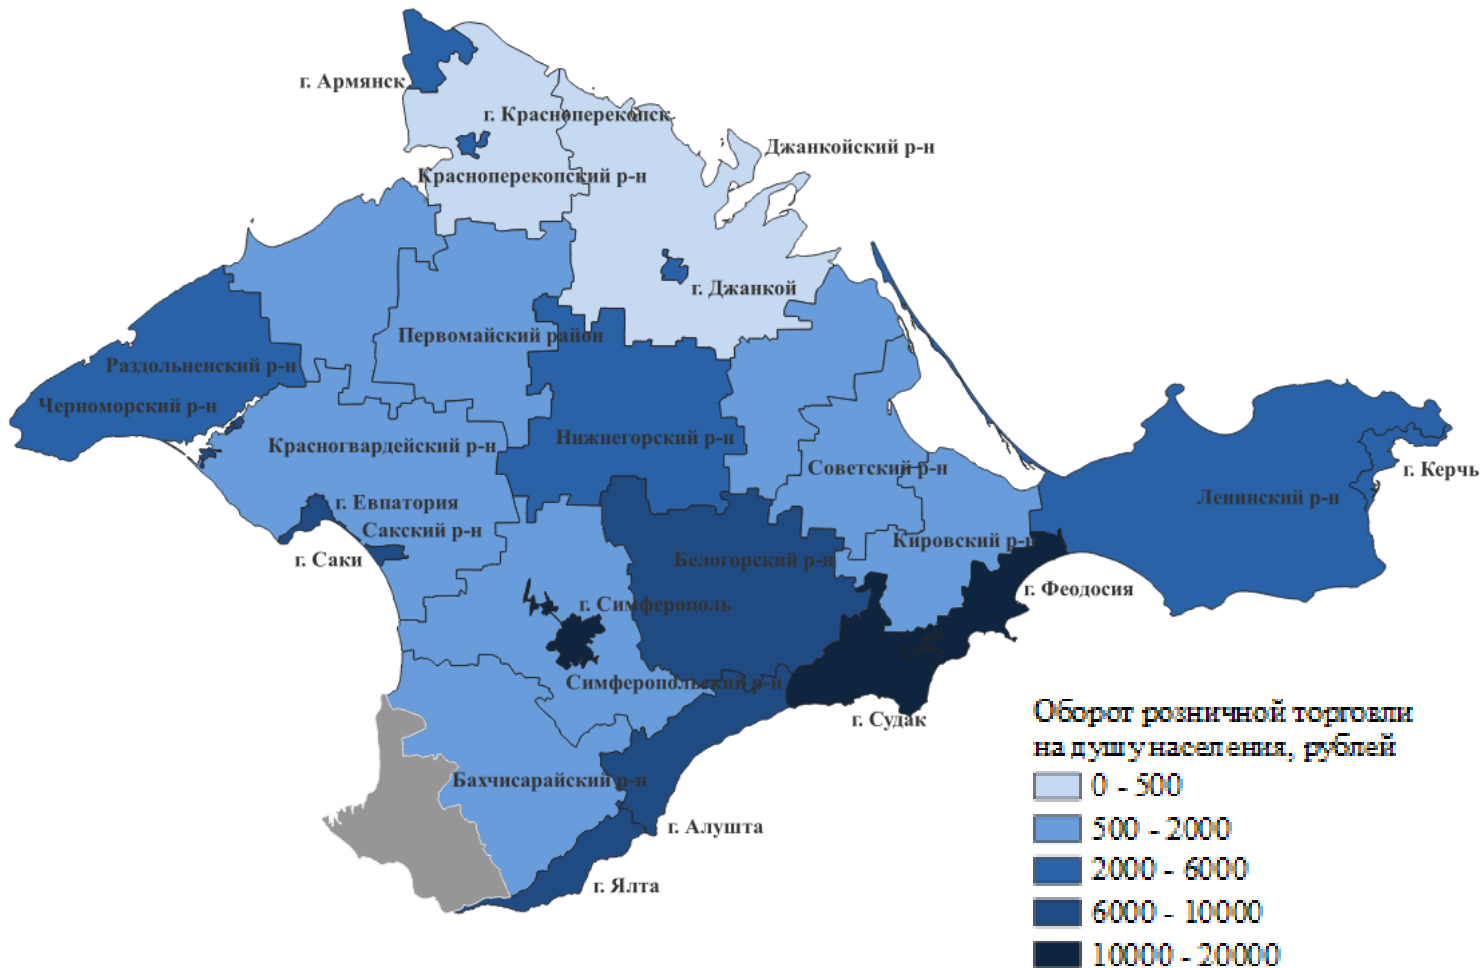 г. Армянск
г. Красноперекопск
Джанкойский р-н
Красноперекопский р-н
г. Джанкой
Первомайский район
Раздольненский р-н
Черноморский р-н
Нижнегорский р-н
Красногвардейский р-н
Советский р-н
г. Керчь
Ленинский р-н
г. Евпатория
Сакский р-н
Кировский р-н
г. Саки
Белогорский р-н
г. Феодосия
г. Симферополь
Симферопольский р-н
г. Судак
Бахчисарайский р-н
г. Алушта
г. Ялта
Оборот розничной торговли
на душу населения, рублей
0 - 500
500 - 2000
2000 - 6000
6000 - 10000
10000 - 20000